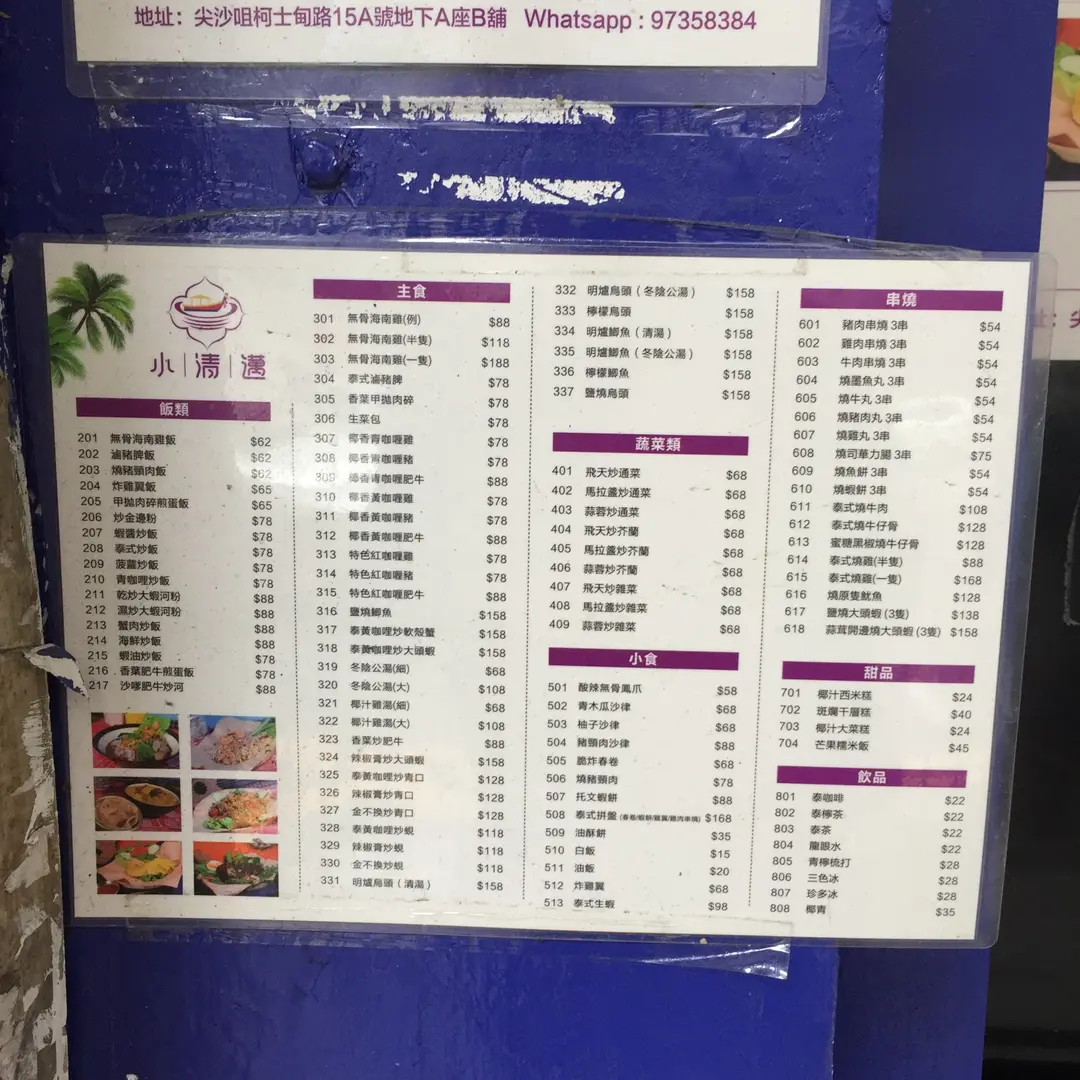 地址：尖沙咀柯士甸路15A號地下A座B舖 Whatsapp : 97358384
小|清|邁
飯類
201 無骨海南雞飯 $62
202 滷豬脾飯 $62
203 燒豬頸肉飯 $62
204 炸雞翼飯 $65
205 甲拋肉碎煎蛋飯 $65
206 炒金邊粉 $78
207 蝦醬炒飯 $78
208 泰式炒飯 $78
209 菠蘿炒飯 $78
210 青咖哩炒飯 $78
211 乾炒大蝦河粉 $88
212 濕炒大蝦河粉 $88
213 蟹肉炒飯 $88
214 海鮮炒飯 $88
215 蝦油炒飯 $78
216 香葉肥牛煎蛋飯 $78
217 沙嗲肥牛炒河 $88
主食
301 無骨海南雞(例) $88
302 無骨海南雞(半隻) $118
303 無骨海南雞(一隻) $188
304 泰式滷豬脾 $78
305 香葉甲拋肉碎 $78
306 生菜包 $78
307 椰香青咖喱雞 $78
308 椰香青咖喱豬 $78
309 椰香青咖喱肥牛 $88
310 椰香黃咖喱雞 $78
311 椰香黃咖喱豬 $78
312 椰香黃咖喱肥牛 $88
313 特色紅咖喱雞 $78
314 特色紅咖喱豬 $78
315 特色紅咖喱肥牛 $88
316 鹽燒鯽魚 $158
317 泰黃咖哩炒軟殼蟹 $158
318 泰黃咖哩炒大頭蝦 $158
319 冬陰公湯(細) $68
320 冬陰公湯(大) $108
321 椰汁雞湯(細) $68
322 椰汁雞湯(大) $108
323 香葉炒肥牛 $88
324 辣椒膏炒大頭蝦 $158
325 泰黃咖哩炒青口 $128
326 辣椒膏炒青口 $128
327 金不換炒青口 $128
328 泰黃咖哩炒蜆 $118
329 辣椒膏炒蜆 $118
330 金不換炒蜆 $118
331 明爐烏頭（清湯） $158
332 明爐烏頭（冬陰公湯） $158
333 檸檬烏頭 $158
334 明爐鯽魚（清湯） $158
335 明爐鯽魚（冬陰公湯） $158
336 檸檬鯽魚 $158
337 鹽燒烏頭 $158
蔬菜類
401 飛天炒通菜 $68
402 馬拉盞炒通菜 $68
403 蒜蓉炒通菜 $68
404 飛天炒芥蘭 $68
405 馬拉盞炒芥蘭 $68
406 蒜蓉炒芥蘭 $68
407 飛天炒雜菜 $68
408 馬拉盞炒雜菜 $68
409 蒜蓉炒雜菜 $68
小食
501 酸辣無骨鳳爪 $58
502 青木瓜沙律 $68
503 柚子沙律 $68
504 豬頸肉沙律 $88
505 脆炸春卷 $68
506 燒豬頸肉 $78
507 托文蝦餅 $88
508 泰式拼盤 (春卷/蝦餅/雞翼/雞肉串燒) $168
509 油酥餅 $35
510 白飯 $15
511 油飯 $20
512 炸雞翼 $68
513 泰式生蝦 $98
串燒
601 豬肉串燒 3串 $54
602 雞肉串燒 3串 $54
603 牛肉串燒 3串 $54
604 燒墨魚丸 3串 $54
605 燒牛丸 3串 $54
606 燒豬肉丸 3串 $54
607 燒雞丸 3串 $54
608 燒司華力腸 3串 $75
609 燒魚餅 3串 $54
610 燒蝦餅 3串 $54
611 泰式燒牛肉 $108
612 泰式燒牛仔骨 $128
613 蜜糖黑椒燒牛仔骨 $128
614 泰式燒雞(半隻) $88
615 泰式燒雞(一隻) $168
616 燒原隻魷魚 $128
617 鹽燒大頭蝦 (3隻) $138
618 蒜茸開邊燒大頭蝦 (3隻) $158
甜品
701 椰汁西米糕 $24
702 斑斕千層糕 $40
703 椰汁大菜糕 $24
704 芒果糯米飯 $45
飲品
801 泰咖啡 $22
802 泰檸茶 $22
803 泰茶 $22
804 龍眼水 $22
805 青檸梳打 $28
806 三色冰 $28
807 珍多冰 $28
808 椰青 $35